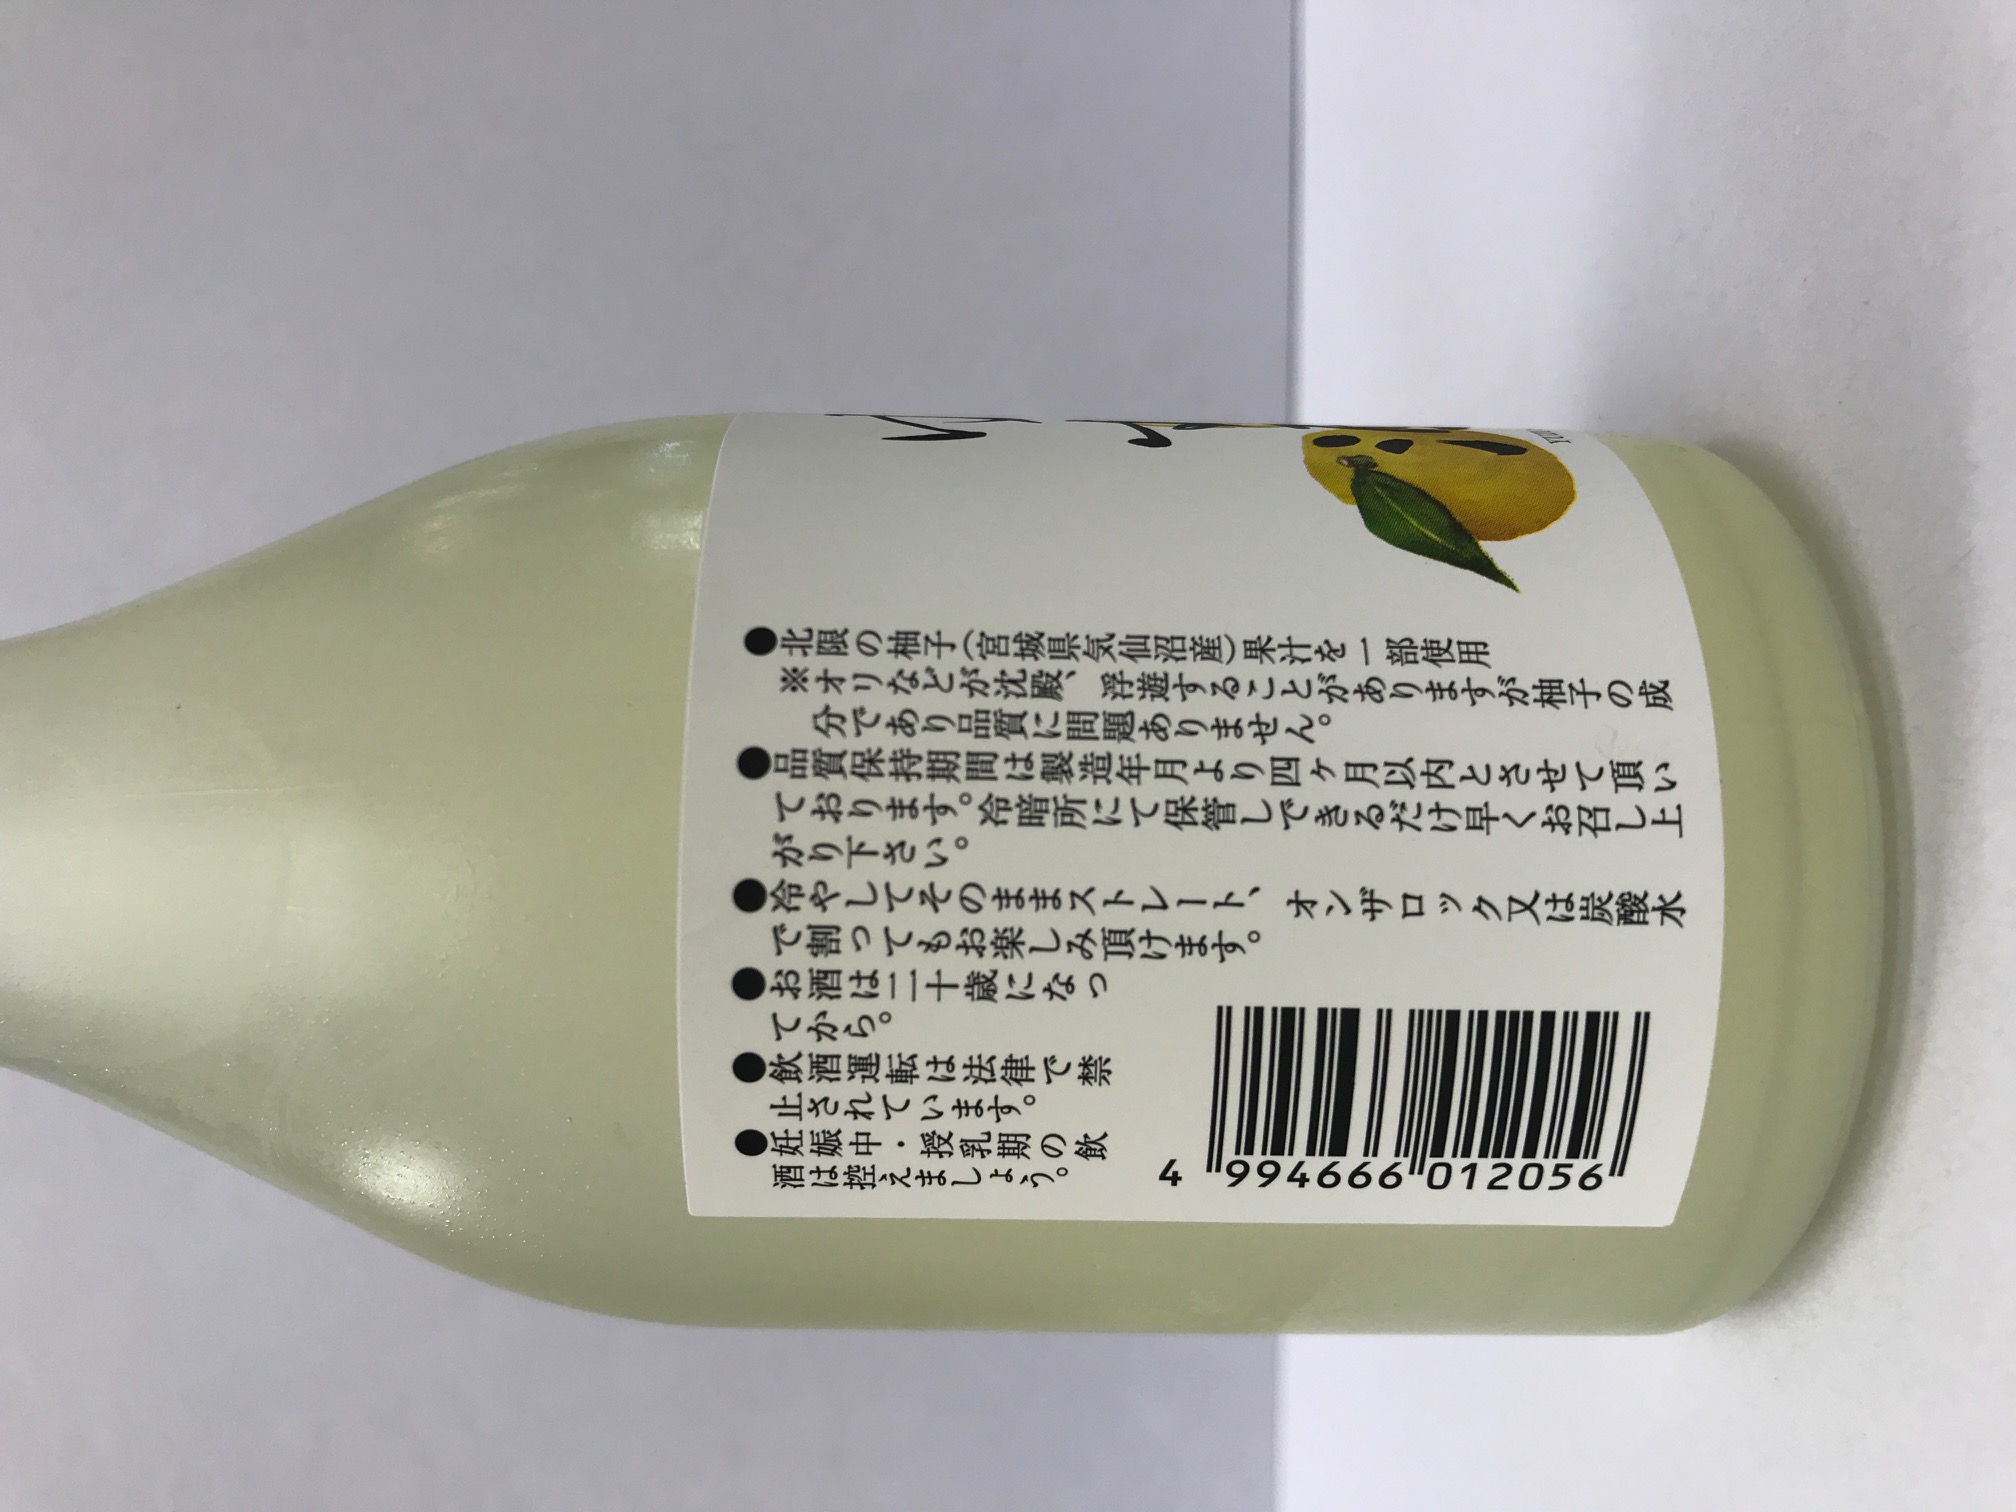 ●北限の柚子(宮城県気仙沼産)果汁を一部使用
※オリなどが沈殿、浮遊することがありますが柚子の成
分であり品質に問題ありません。
●品質保持期間は製造年月より四ヶ月以内とさせて頂い
ております。冷暗所にて保管しできるだけ早くお召し上
がり下さい。
●冷やしてそのままストレート、オンザロック又は炭酸水
で割ってもお楽しみ頂けます。
●お酒は二十歳になっ
てから。
●飲酒運転は法律で禁
止されています。
●妊娠中・授乳期の飲
酒は控えましょう。
4 994666 012056